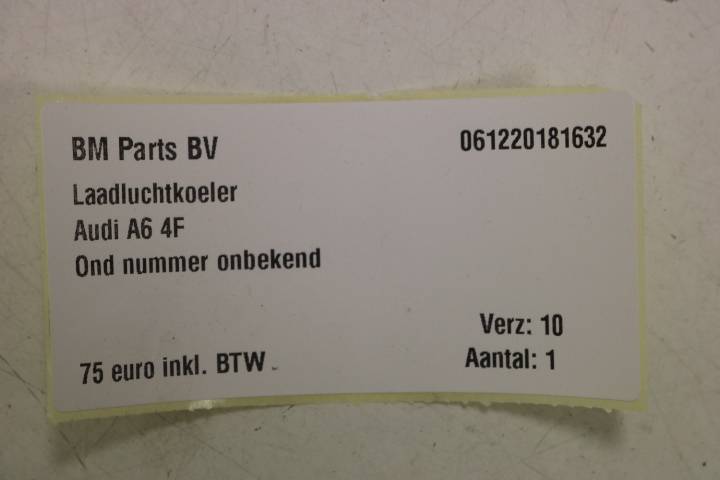 BM Parts BV 061220181632
Laadluchtkoeler
Audi A6 4F
Ond nummer onbekend
Verz: 10
75 euro inkl. BTW Aantal: 1